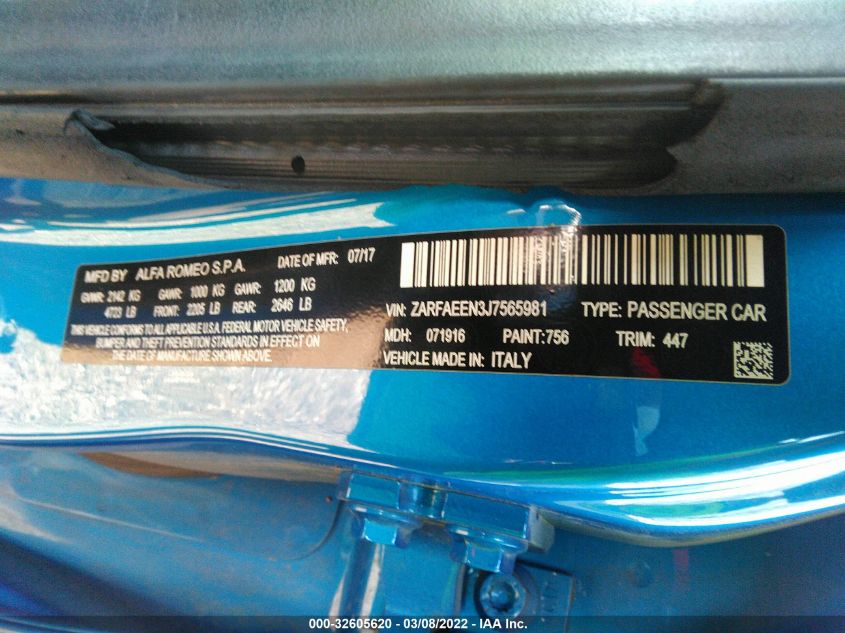 MFD BY ALFA ROMEO S.P.A. DATE OF MFR: 07/17
GVWR: 2142 KG GAWR: 1000 KG GAWR: 1200 KG
4723 LB FRONT: 2205 LB REAR: 2646 LB
THIS VEHICLE CONFORMS TO ALL APPLICABLE U.S.A. FEDERAL MOTOR VEHICLE SAFETY,
BUMPER AND THEFT PREVENTION STANDARDS IN EFFECT ON
THE DATE OF MANUFACTURE SHOWN ABOVE.
VIN: ZARFAEEN3J7565981 TYPE: PASSENGER CAR
MDH: 071916 PAINT:756 TRIM: 447
VEHICLE MADE IN: ITALY
000-32605620 - 03/08/2022 - IAA Inc.